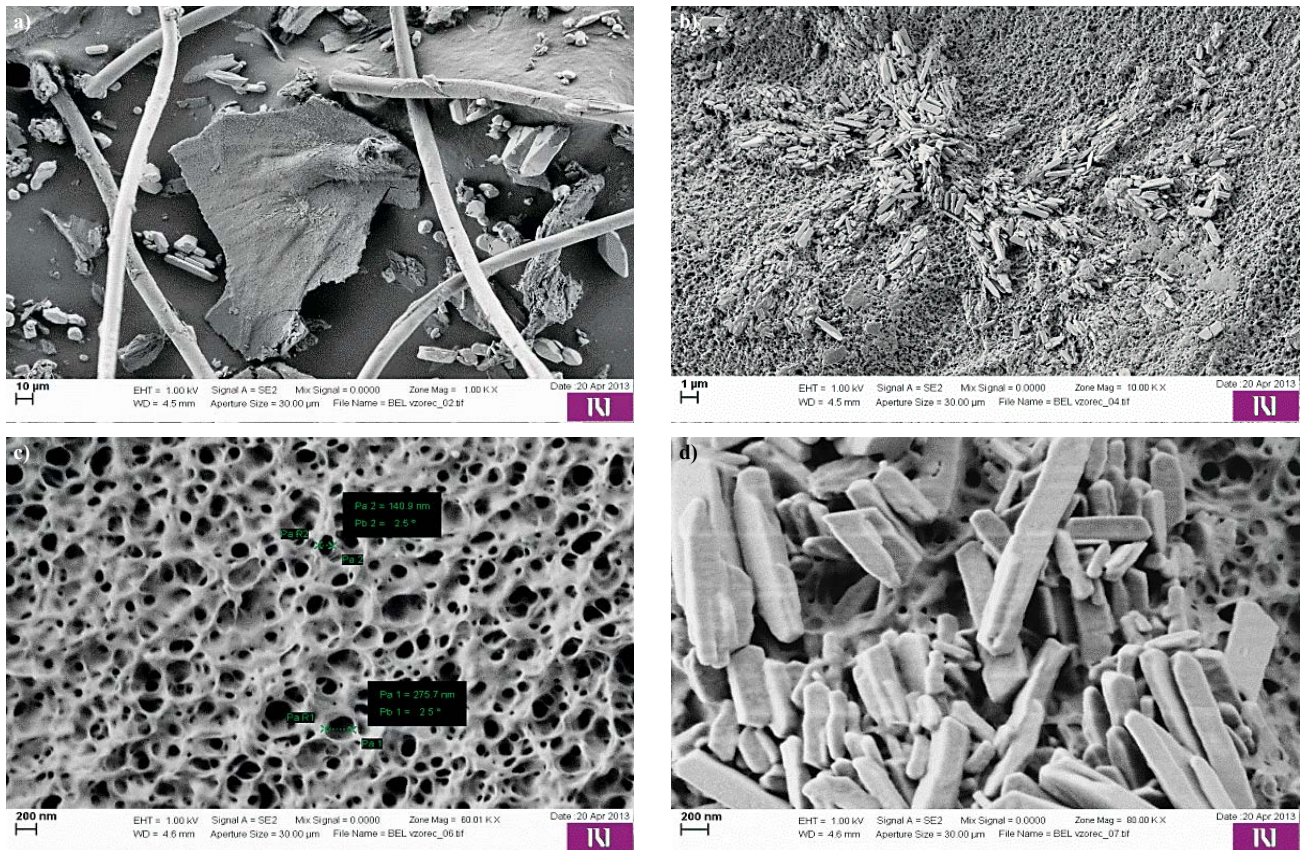 a)
10 µm
EHT = 1.00 kV Signal A = SE2 Mix Signal = 0.0000 Zone Mag = 1.00 K X Date :20 Apr 2013
WD = 4.5 mm Aperture Size = 30.00 µm File Name = BEL vzorec_02.tif
b)
1 µm
EHT = 1.00 kV Signal A = SE2 Mix Signal = 0.0000 Zone Mag = 10.00 K X Date :20 Apr 2013
WD = 4.5 mm Aperture Size = 30.00 µm File Name = BEL vzorec_04.tif
c)
Pa 2 = 140.9 nm
Pb 2 = 2.5 °
Pa R2
Pa 2
Pa 1 = 275.7 nm
Pb 1 = 2.5 °
Pa R1
Pa 1
200 nm
EHT = 1.00 kV Signal A = SE2 Mix Signal = 0.0000 Zone Mag = 60.01 K X Date :20 Apr 2013
WD = 4.6 mm Aperture Size = 30.00 µm File Name = BEL vzorec_06.tif
d)
200 nm
EHT = 1.00 kV Signal A = SE2 Mix Signal = 0.0000 Zone Mag = 80.00 K X Date :20 Apr 2013
WD = 4.6 mm Aperture Size = 30.00 µm File Name = BEL vzorec_07.tif